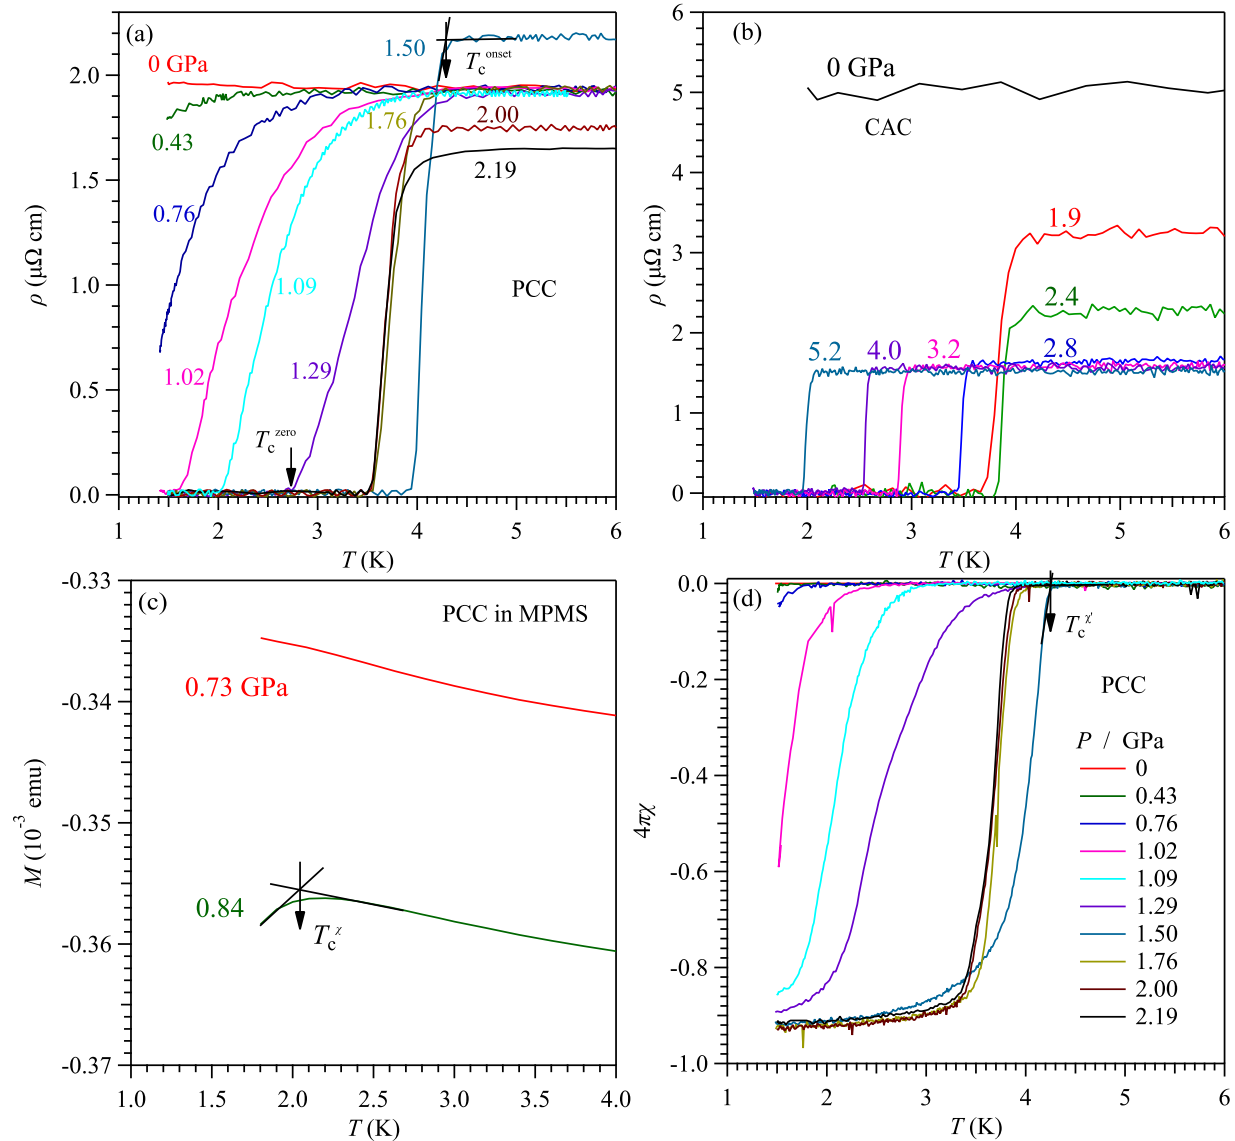 (a)
0 GPa
0.43
0.76
1.02
1.09
1.29
1.50
1.76
2.00
2.19
T_c^onset
T_c^zero
PCC
ρ (μΩ cm)
2.0
1.5
1.0
0.5
0.0
1 2 3 4 5 6
T (K)
(b)
0 GPa
CAC
1.9
2.4
2.8
3.2
4.0
5.2
ρ (μΩ cm)
6
5
4
3
2
1
0
1 2 3 4 5 6
T (K)
(c)
PCC in MPMS
0.73 GPa
0.84
T_c^χ
M (10^-3 emu)
-0.33
-0.34
-0.35
-0.36
-0.37
1.0 1.5 2.0 2.5 3.0 3.5 4.0
T (K)
(d)
T_c^χ'
PCC
P / GPa
0
0.43
0.76
1.02
1.09
1.29
1.50
1.76
2.00
2.19
4πχ
0.0
-0.2
-0.4
-0.6
-0.8
-1.0
1 2 3 4 5 6
T (K)